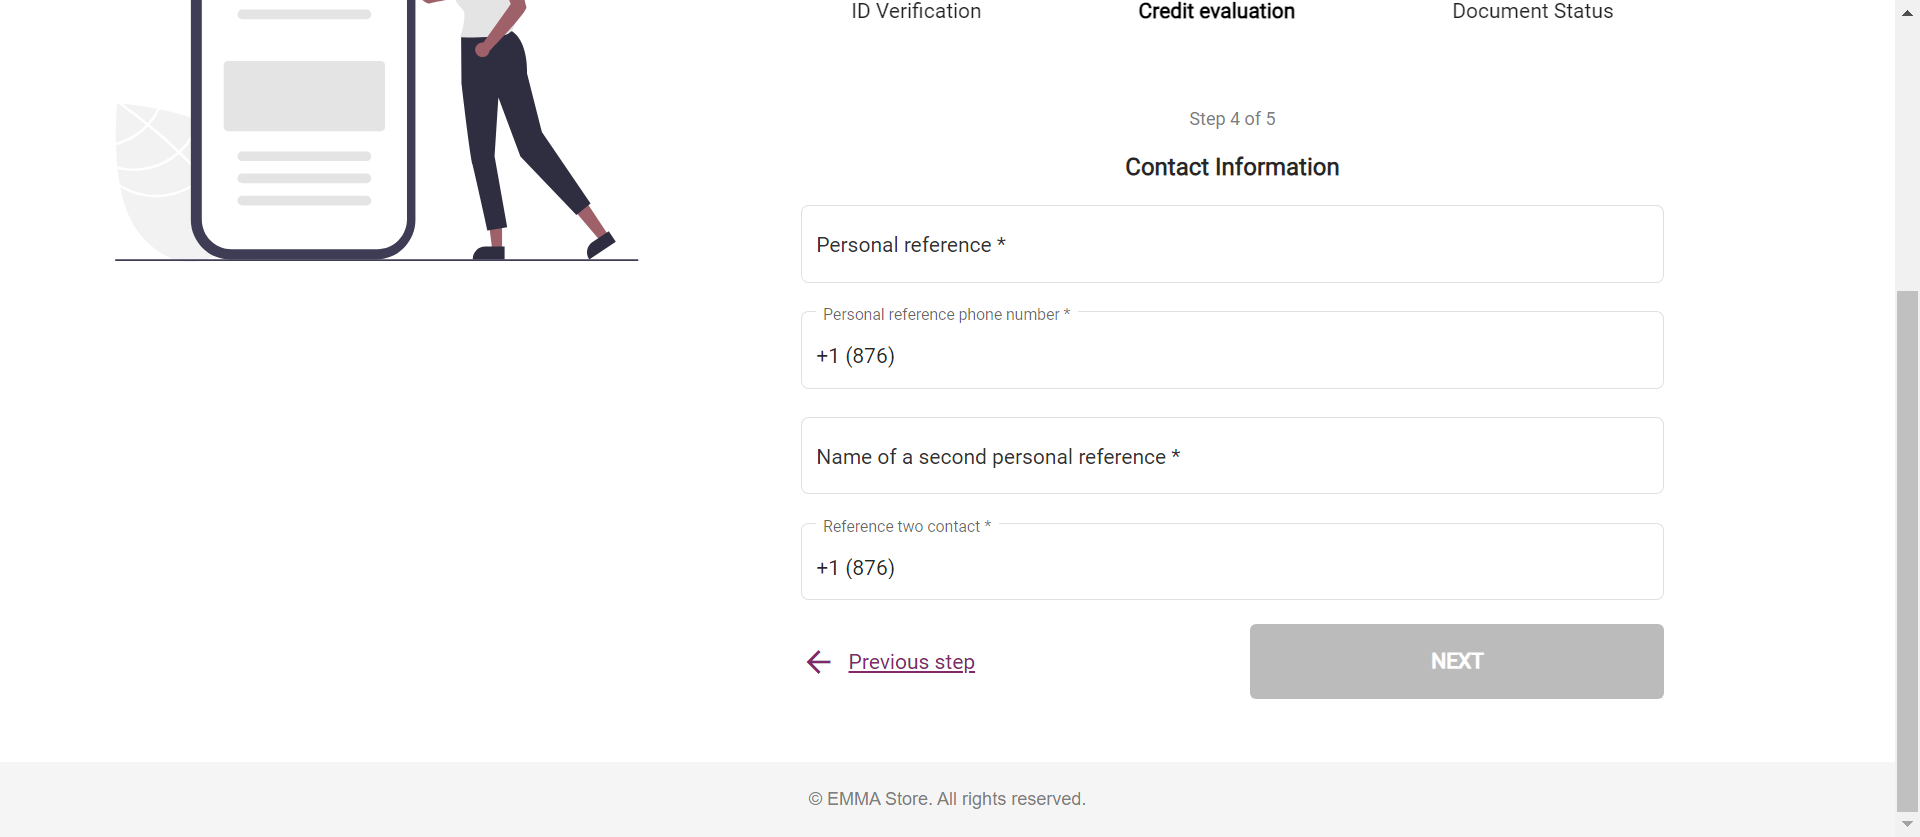 ID Verification
Credit evaluation
Document Status
Step 4 of 5
Contact Information
Personal reference *
Personal reference phone number *
+1 (876)
Name of a second personal reference *
Reference two contact *
+1 (876)
Previous step
NEXT
© EMMA Store. All rights reserved.